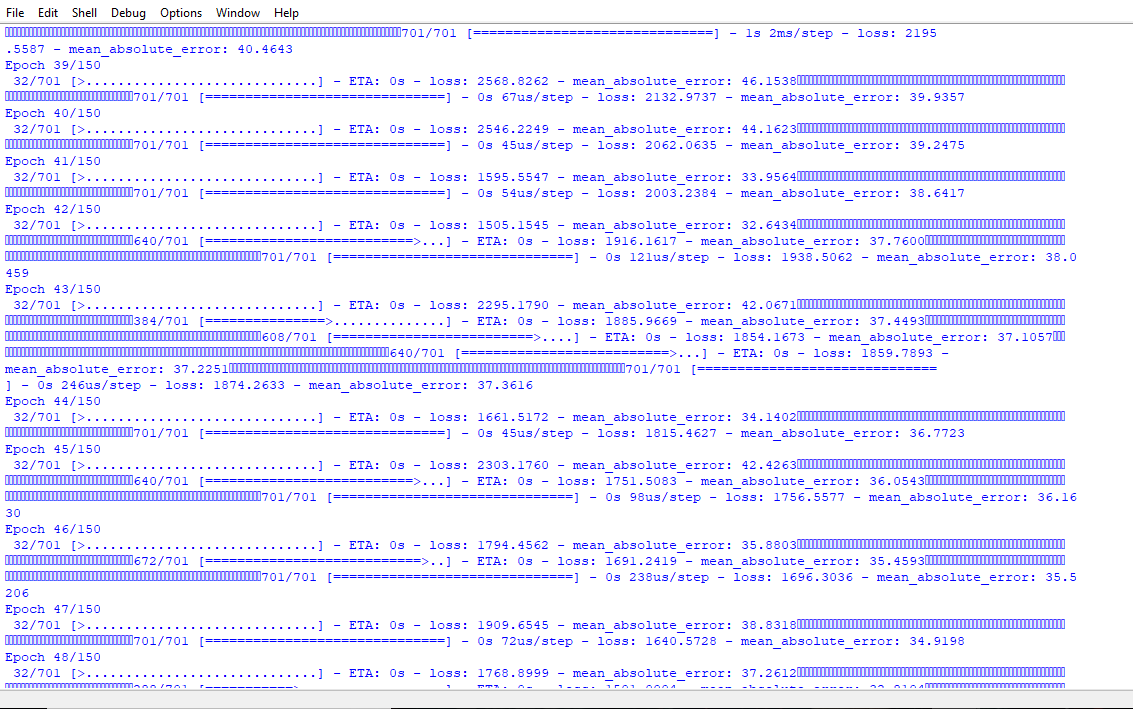 File Edit Shell Debug Options Window Help
701/701 [==============================] - 1s 2ms/step - loss: 2195
.5587 - mean_absolute_error: 40.4643
Epoch 39/150
32/701 [>.............................] - ETA: 0s - loss: 2568.8262 - mean_absolute_error: 46.1538
701/701 [==============================] - 0s 67us/step - loss: 2132.9737 - mean_absolute_error: 39.9357
Epoch 40/150
32/701 [>.............................] - ETA: 0s - loss: 2546.2249 - mean_absolute_error: 44.1623
701/701 [==============================] - 0s 45us/step - loss: 2062.0635 - mean_absolute_error: 39.2475
Epoch 41/150
32/701 [>.............................] - ETA: 0s - loss: 1595.5547 - mean_absolute_error: 33.9564
701/701 [==============================] - 0s 54us/step - loss: 2003.2384 - mean_absolute_error: 38.6417
Epoch 42/150
32/701 [>.............................] - ETA: 0s - loss: 1505.1545 - mean_absolute_error: 32.6434
640/701 [==========================>...] - ETA: 0s - loss: 1916.1617 - mean_absolute_error: 37.7600
701/701 [==============================] - 0s 121us/step - loss: 1938.5062 - mean_absolute_error: 38.0
459
Epoch 43/150
32/701 [>.............................] - ETA: 0s - loss: 2295.1790 - mean_absolute_error: 42.0671
384/701 [===============>..............] - ETA: 0s - loss: 1885.9669 - mean_absolute_error: 37.4493
608/701 [=========================>....] - ETA: 0s - loss: 1854.1673 - mean_absolute_error: 37.1057
640/701 [==========================>...] - ETA: 0s - loss: 1859.7893 -
mean_absolute_error: 37.2251701/701 [==============================
] - 0s 246us/step - loss: 1874.2633 - mean_absolute_error: 37.3616
Epoch 44/150
32/701 [>.............................] - ETA: 0s - loss: 1661.5172 - mean_absolute_error: 34.1402
701/701 [==============================] - 0s 45us/step - loss: 1815.4627 - mean_absolute_error: 36.7723
Epoch 45/150
32/701 [>.............................] - ETA: 0s - loss: 2303.1760 - mean_absolute_error: 42.4263
640/701 [==========================>...] - ETA: 0s - loss: 1751.5083 - mean_absolute_error: 36.0543
701/701 [==============================] - 0s 98us/step - loss: 1756.5577 - mean_absolute_error: 36.16
30
Epoch 46/150
32/701 [>.............................] - ETA: 0s - loss: 1794.4562 - mean_absolute_error: 35.8803
672/701 [===========================>..] - ETA: 0s - loss: 1691.2419 - mean_absolute_error: 35.4593
701/701 [==============================] - 0s 238us/step - loss: 1696.3036 - mean_absolute_error: 35.5
206
Epoch 47/150
32/701 [>.............................] - ETA: 0s - loss: 1909.6545 - mean_absolute_error: 38.8318
701/701 [==============================] - 0s 72us/step - loss: 1640.5728 - mean_absolute_error: 34.9198
Epoch 48/150
32/701 [>.............................] - ETA: 0s - loss: 1768.8999 - mean_absolute_error: 37.2612